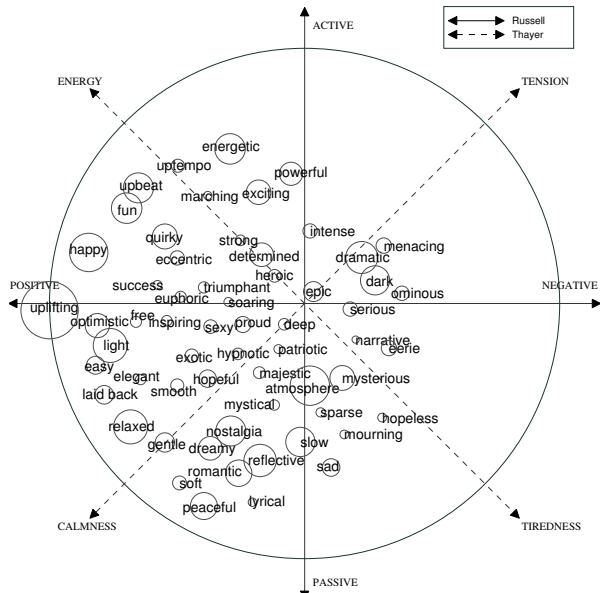 Russell
ACTIVE
Thayer
ENERGY
TENSION
energetic
uptempo
powerful
upbeat
marching
exciting
fun
intense
quirky
strong
menacing
happy
eccentric
determined
dramatic
heroic
dark
success
triumphant
epic
ominous
POSITIVE
euphoric
soaring
NEGATIVE
uplifting
serious
free
optimistic
inspiring
sexy
proud
deep
light
narrative
exotic
hypnotic
patriotic
eerie
easy
elegant
hopeful
majestic
mysterious
laid back
smooth
atmosphere
mystical
sparse
hopeless
relaxed
nostalgia
mourning
gentle
dreamy
slow
romantic
reflective
sad
soft
peaceful
lyrical
CALMNESS
TIREDNESS
PASSIVE